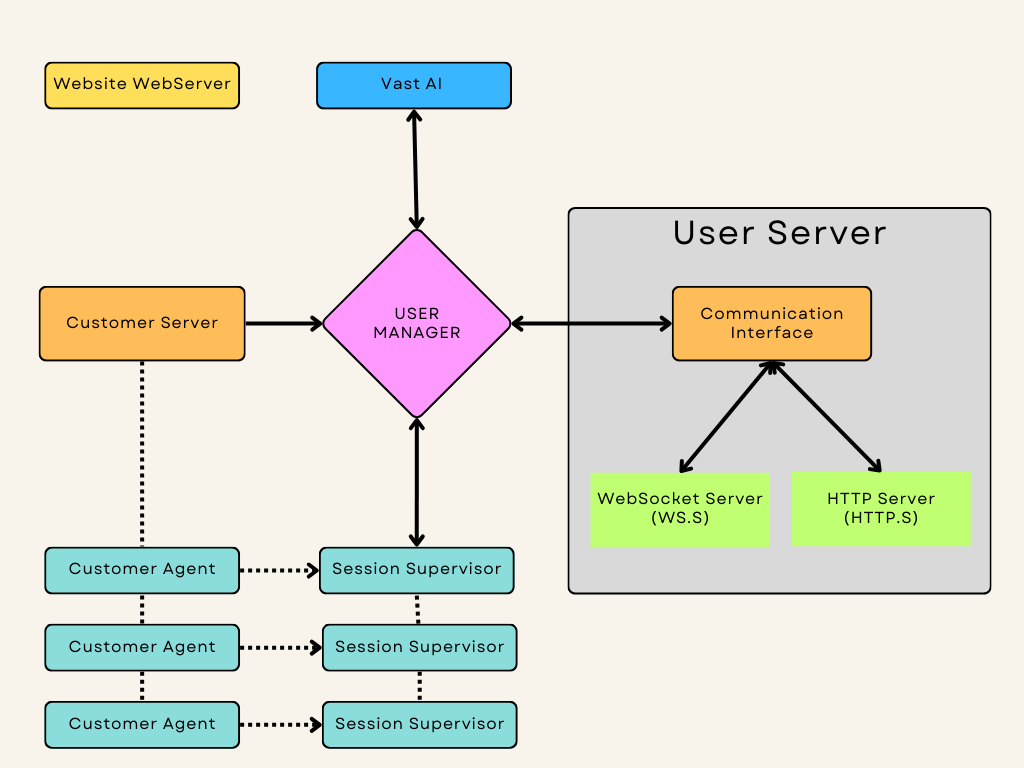 Website WebServer
Vast AI
User Server
Customer Server
USER
MANAGER
Communication
Interface
WebSocket Server
(WS.S)
HTTP Server
(HTTP.S)
Customer Agent
Session Supervisor
Customer Agent
Session Supervisor
Customer Agent
Session Supervisor